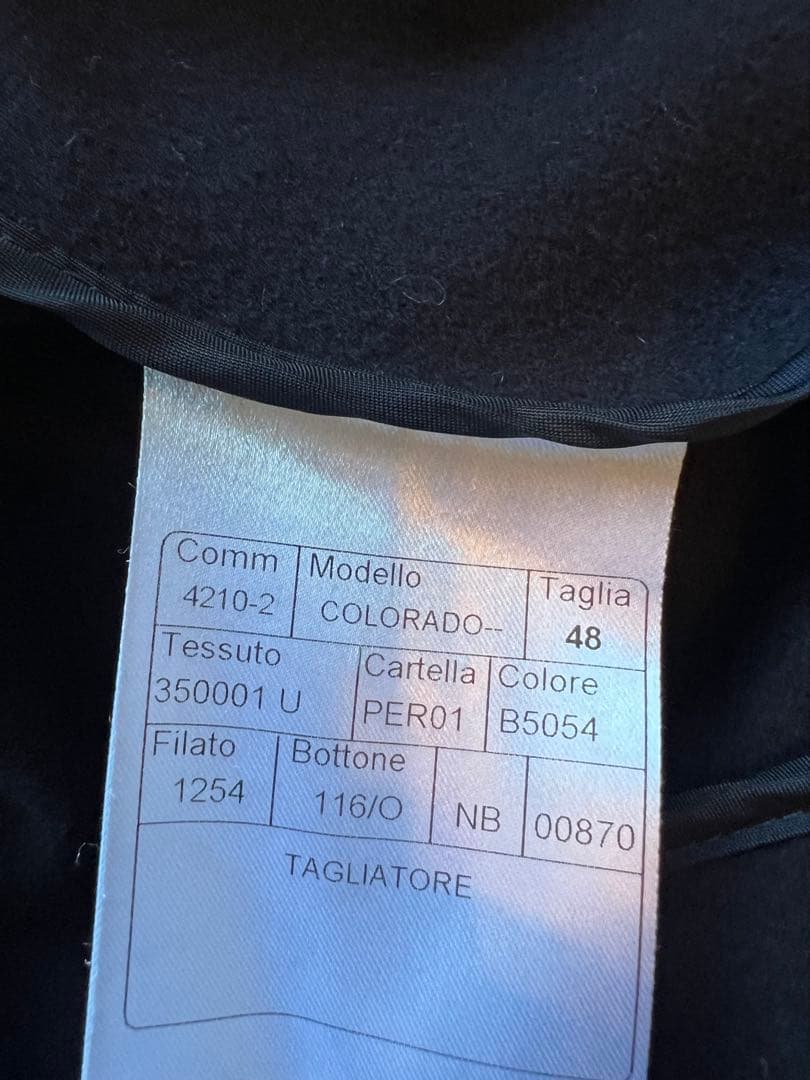 Comm Modello Taglia
4210-2 COLORADO-- 48
Tessuto Cartella Colore
350001 U PER01 B5054
Filato Bottone
1254 116/O NB 00870
TAGLIATORE